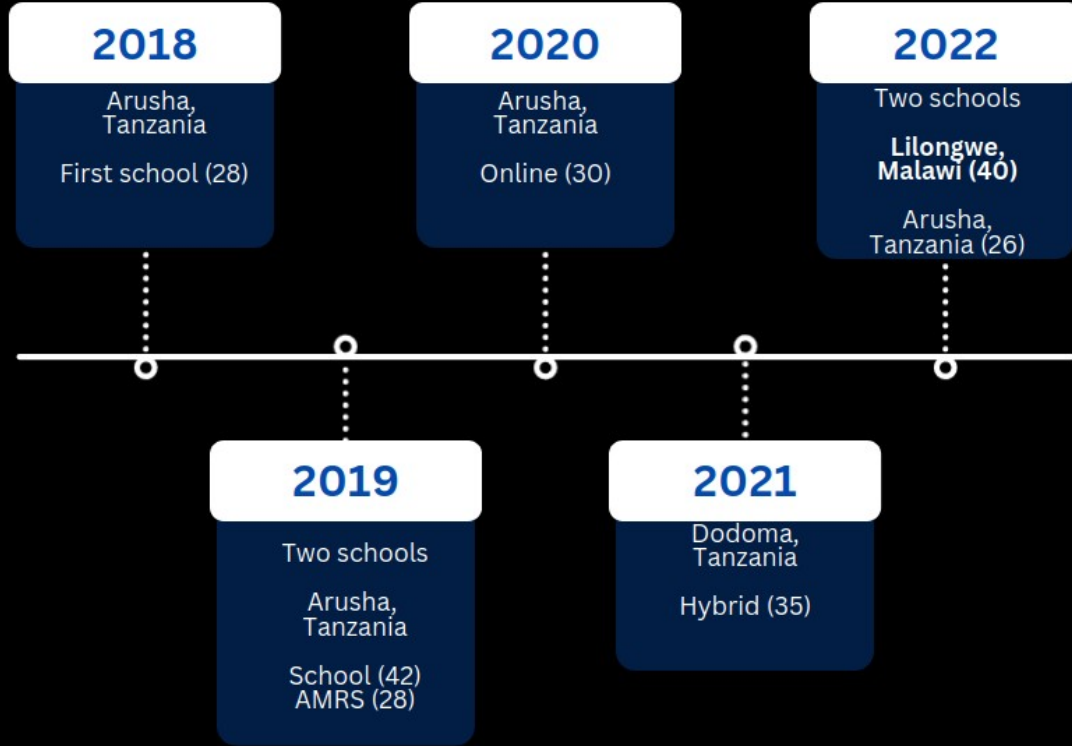 2018
Arusha,
Tanzania
First school (28)
2019
Two schools
Arusha,
Tanzania
School (42)
AMRS (28)
2020
Arusha,
Tanzania
Online (30)
2021
Dodoma,
Tanzania
Hybrid (35)
2022
Two schools
Lilongwe,
Malawi (40)
Arusha,
Tanzania (26)